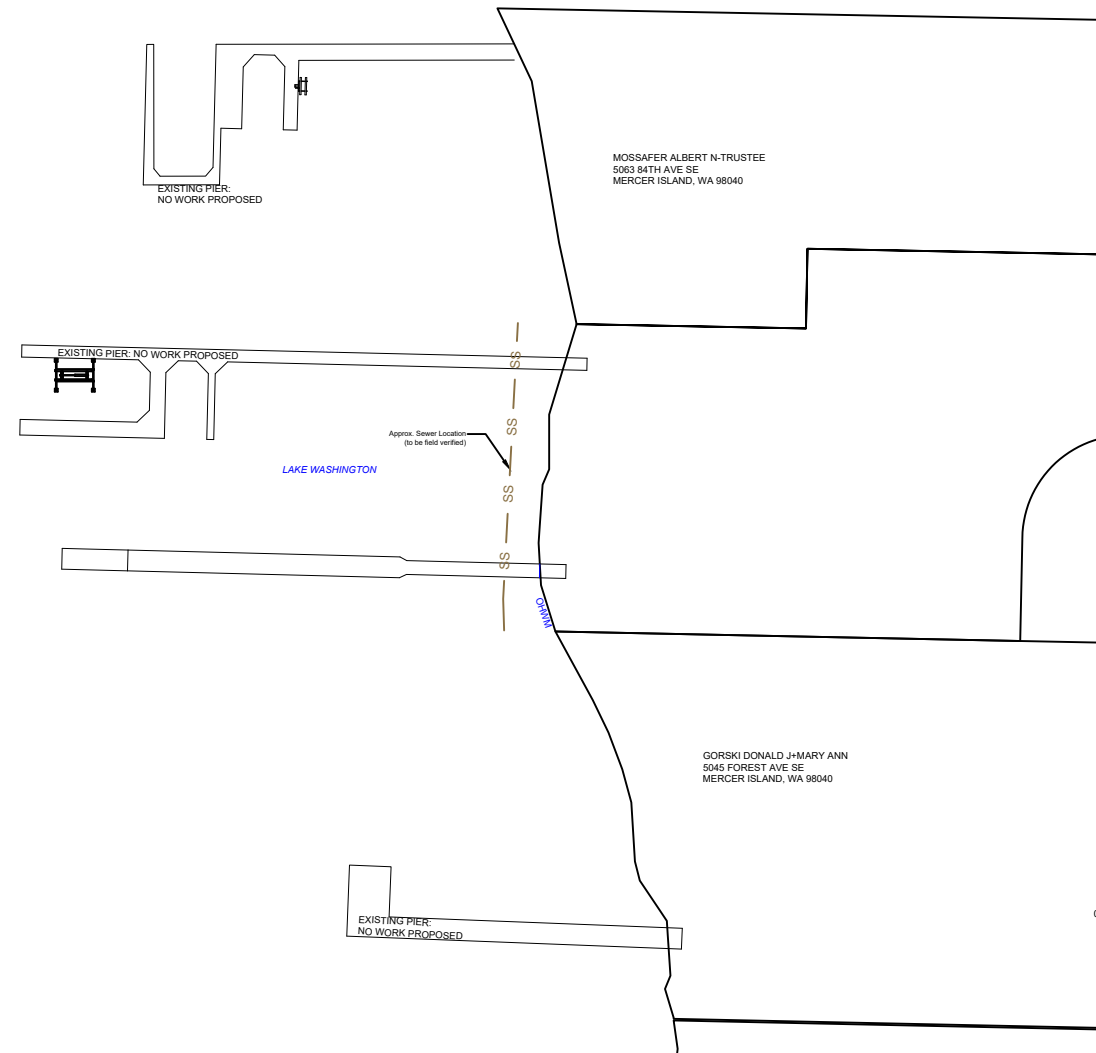 MOSSAFER ALBERT N-TRUSTEE
5063 84TH AVE SE
MERCER ISLAND, WA 98040
EXISTING PIER:
NO WORK PROPOSED
EXISTING PIER: NO WORK PROPOSED
SS
SS
SS
SS
Approx. Sewer Location
(to be field verified)
LAKE WASHINGTON
OHWM
GORSKI DONALD J+MARY ANN
5045 FOREST AVE SE
MERCER ISLAND, WA 98040
EXISTING PIER:
NO WORK PROPOSED